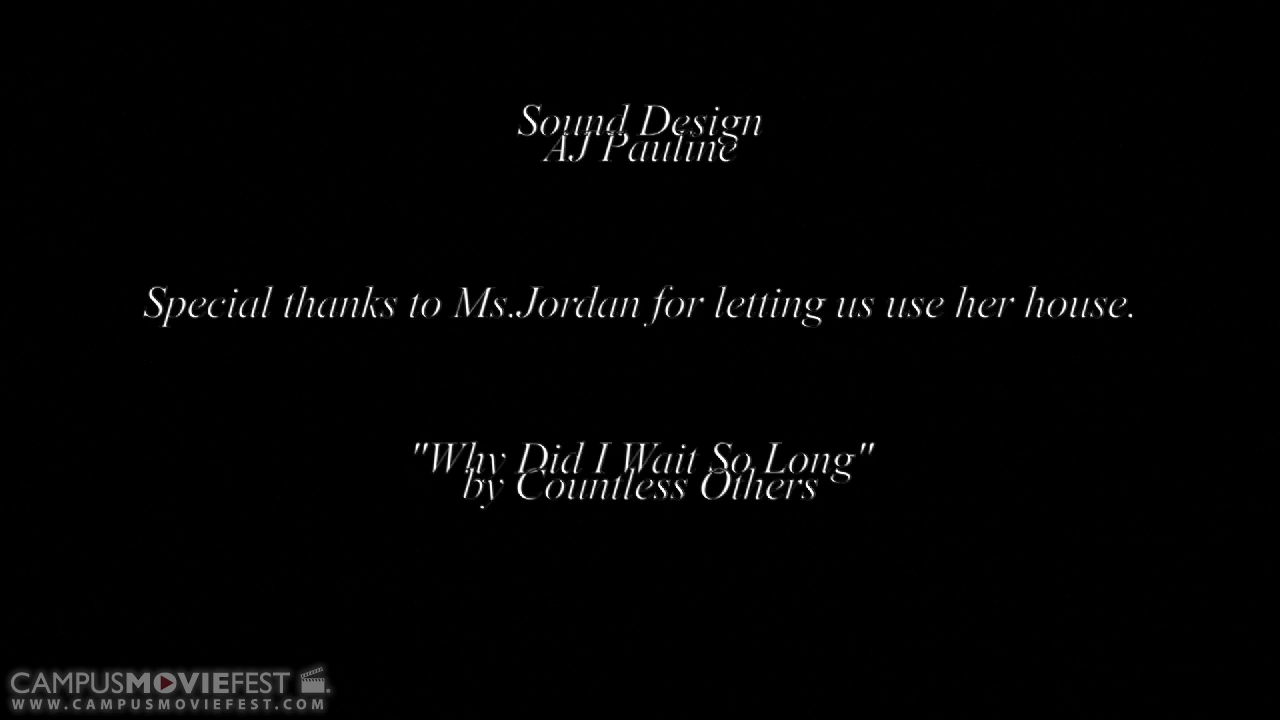 Sound Design
AJ Pauline
Special thanks to Ms.Jordan for letting us use her house.
"Why Did I Wait So Long"
by Countless Others
CAMPUSMOVIEFEST
WWW.CAMPUSMOVIEFEST.COM